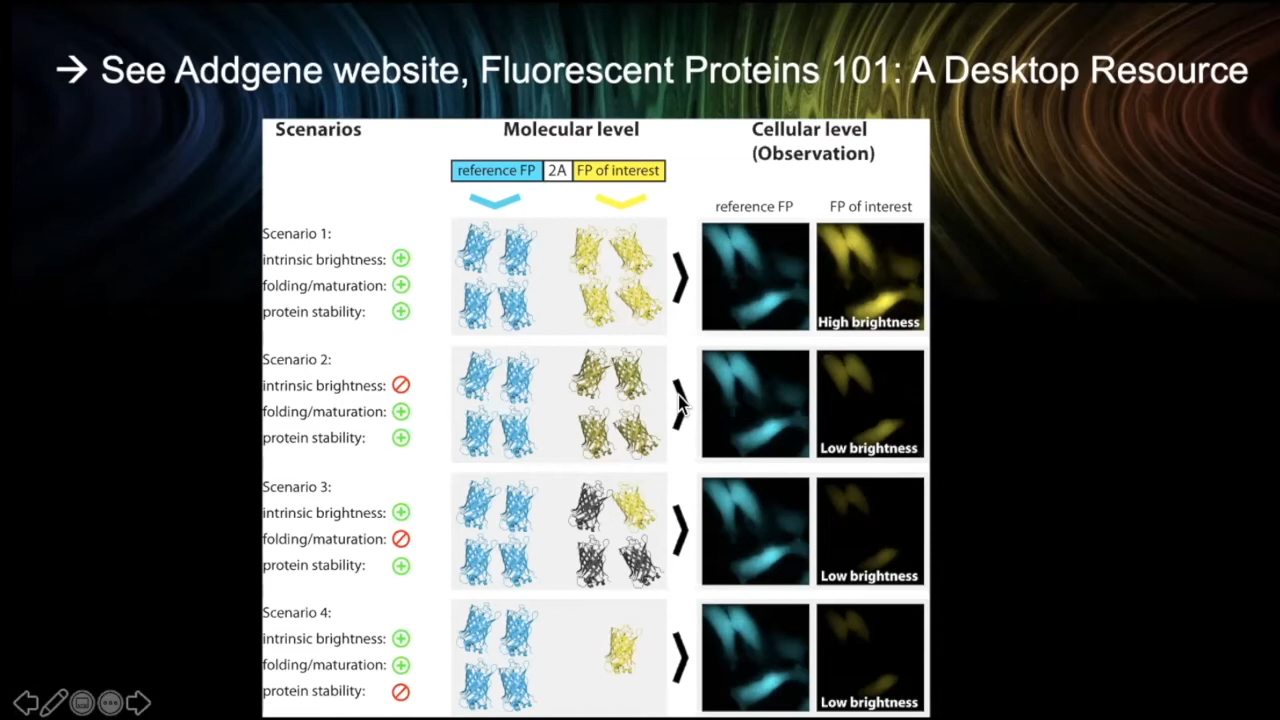 → See Addgene website, Fluorescent Proteins 101: A Desktop Resource
Scenarios
Molecular level
Cellular level
(Observation)
reference FP
2A
FP of interest
reference FP
FP of interest
Scenario 1:
intrinsic brightness:
folding/maturation:
protein stability:
High brightness
Scenario 2:
intrinsic brightness:
folding/maturation:
protein stability:
Low brightness
Scenario 3:
intrinsic brightness:
folding/maturation:
protein stability:
Low brightness
Scenario 4:
intrinsic brightness:
folding/maturation:
protein stability:
Low brightness